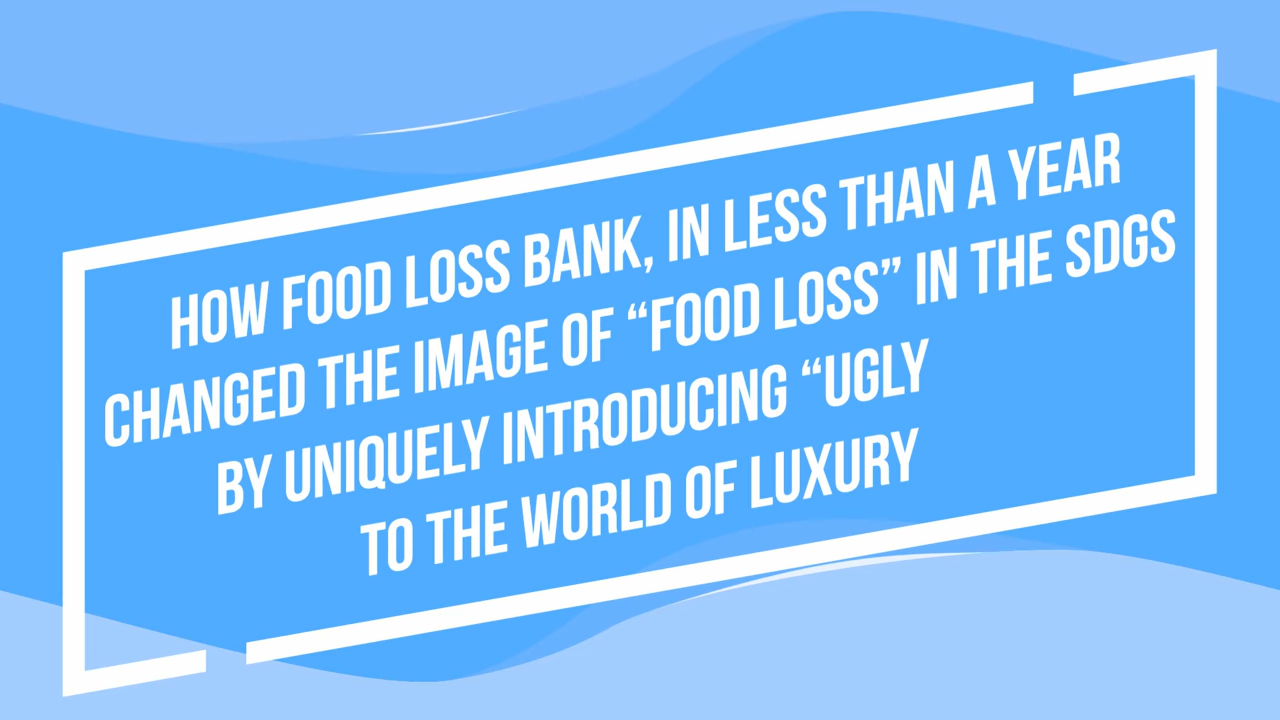 HOW FOOD LOSS BANK, IN LESS THAN A YEAR
CHANGED THE IMAGE OF “FOOD LOSS” IN THE SDGS
BY UNIQUELY INTRODUCING “UGLY
TO THE WORLD OF LUXURY